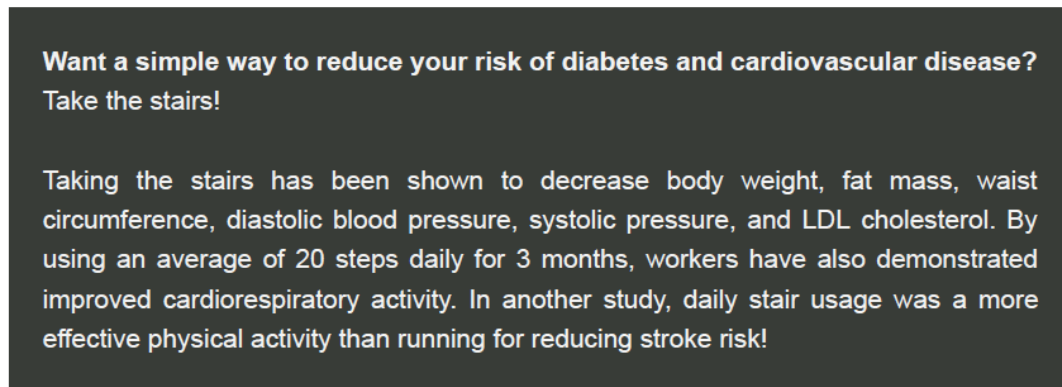 Want a simple way to reduce your risk of diabetes and cardiovascular disease?
Take the stairs!
Taking the stairs has been shown to decrease body weight, fat mass, waist
circumference, diastolic blood pressure, systolic pressure, and LDL cholesterol. By
using an average of 20 steps daily for 3 months, workers have also demonstrated
improved cardiorespiratory activity. In another study, daily stair usage was a more
effective physical activity than running for reducing stroke risk!